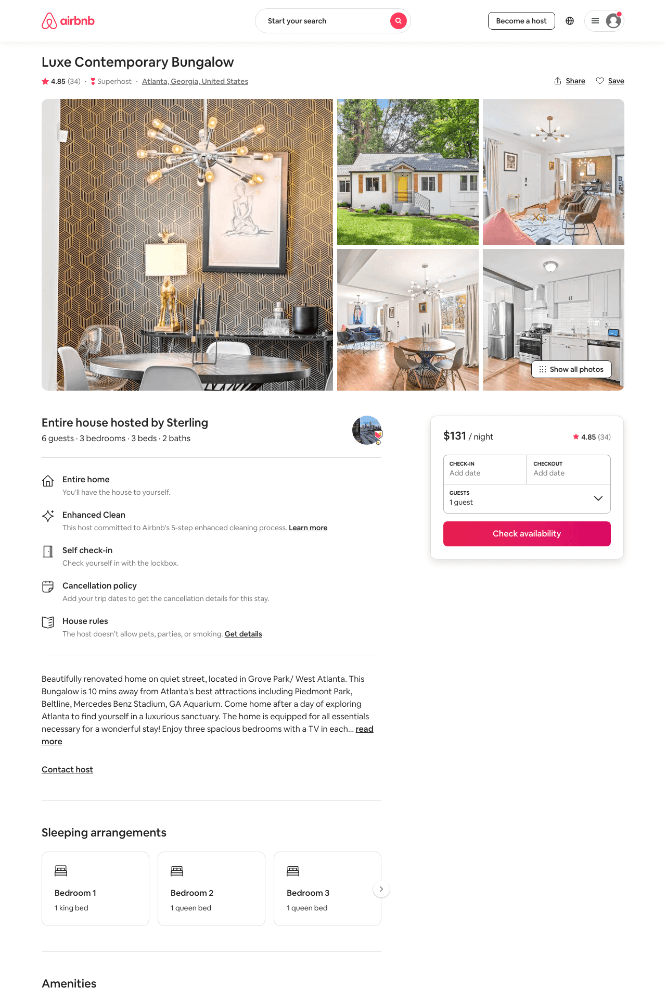 airbnb
Start your search
Become a host
Luxe Contemporary Bungalow
4.85 (34) · Superhost · Atlanta, Georgia, United States
Share
Save
Show all photos
Entire house hosted by Sterling
6 guests · 3 bedrooms · 3 beds · 2 baths
Entire home
You'll have the house to yourself.
Enhanced Clean
This host committed to Airbnb's 5-step enhanced cleaning process. Learn more
Self check-in
Check yourself in with the lockbox.
Cancellation policy
Add your trip dates to get the cancellation details for this stay.
House rules
The host doesn't allow pets, parties, or smoking. Get details
$131 / night
4.85 (34)
CHECK-IN
Add date
CHECKOUT
Add date
GUESTS
1 guest
Check availability
Beautifully renovated home on quiet street, located in Grove Park/ West Atlanta. This
Bungalow is 10 mins away from Atlanta's best attractions including Piedmont Park,
Beltline, Mercedes Benz Stadium, GA Aquarium. Come home after a day of exploring
Atlanta to find yourself in a luxurious sanctuary. The home is equipped for all essentials
necessary for a wonderful stay! Enjoy three spacious bedrooms with a TV in each... read
more
Contact host
Sleeping arrangements
Bedroom 1
1 king bed
Bedroom 2
1 queen bed
Bedroom 3
1 queen bed
Amenities